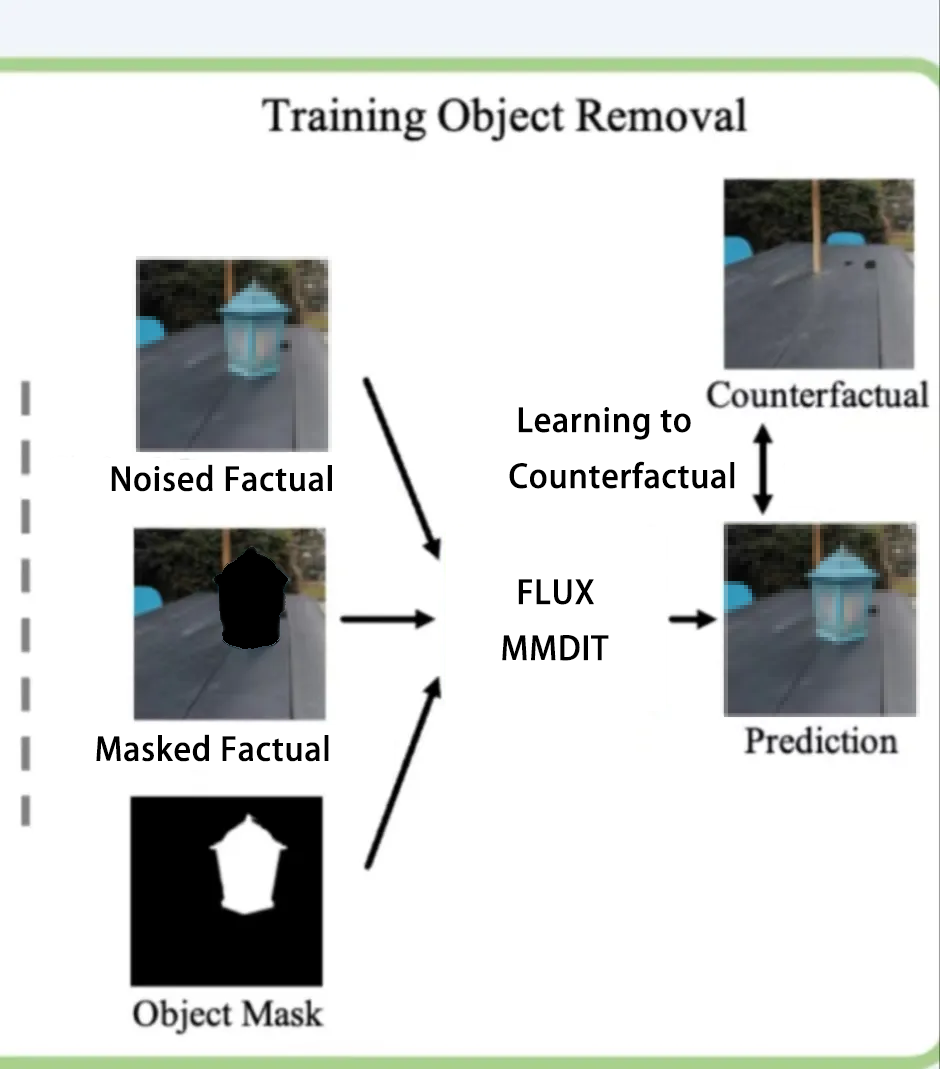 Training Object Removal
Noised Factual
Masked Factual
Object Mask
Learning to
Counterfactual
FLUX
MMDIT
Counterfactual
Prediction